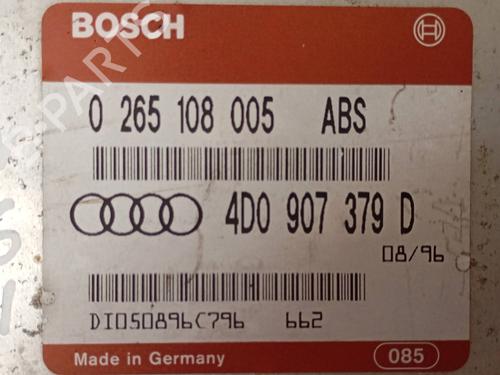 BOSCH
0 265 108 005 ABS
4D0 907 379 D
08/96
DI050896C796 662
Made in Germany 085